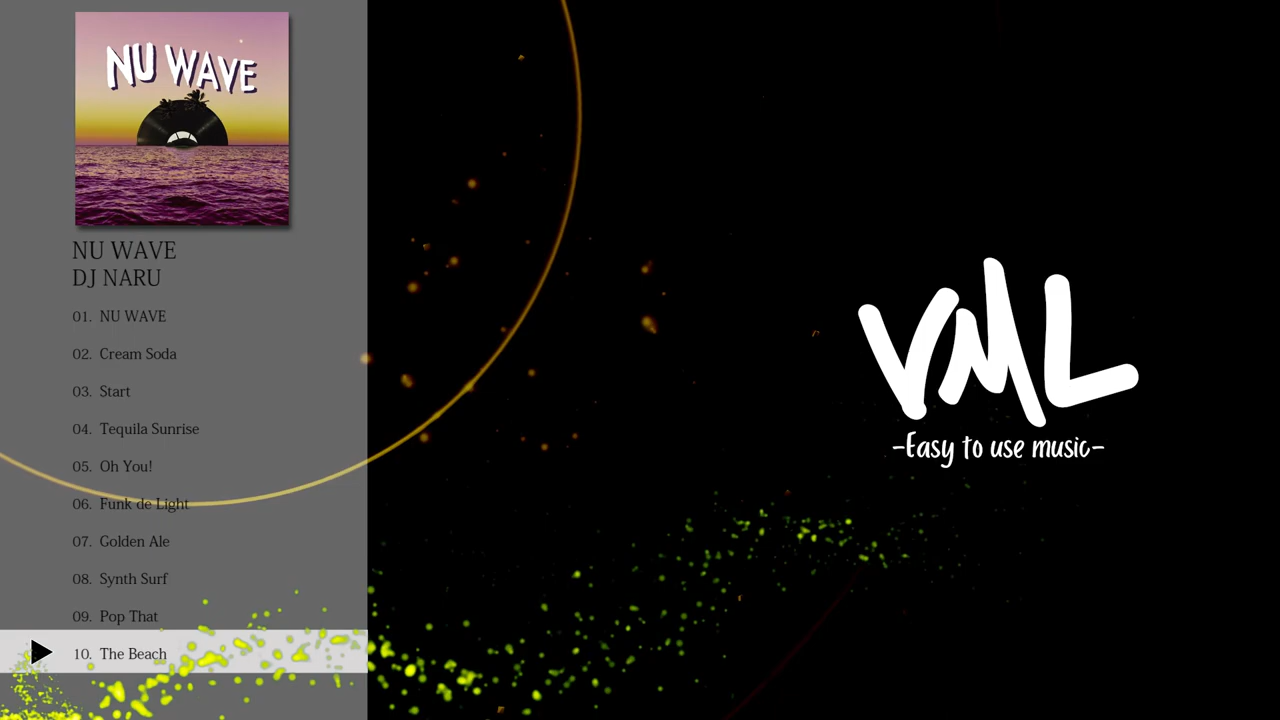 NU WAVE
NU WAVE
DJ NARU
01. NU WAVE
02. Cream Soda
03. Start
04. Tequila Sunrise
05. Oh You!
06. Funk de Light
07. Golden Ale
08. Synth Surf
09. Pop That
10. The Beach
VML
-Easy to use music-